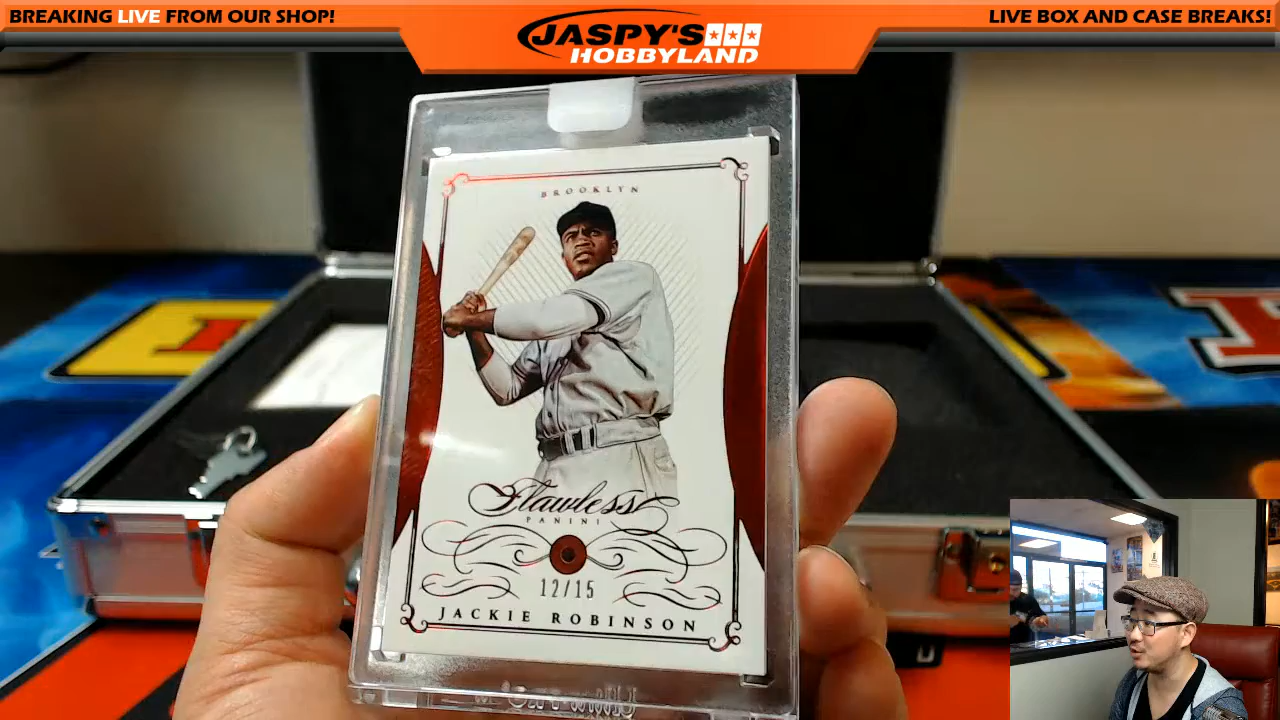 BREAKING LIVE FROM OUR SHOP!
JASPY'S
HOBBYLAND
LIVE BOX AND CASE BREAKS!
BROOKLYN
Flawless
PANINI
12/15
JACKIE ROBINSON